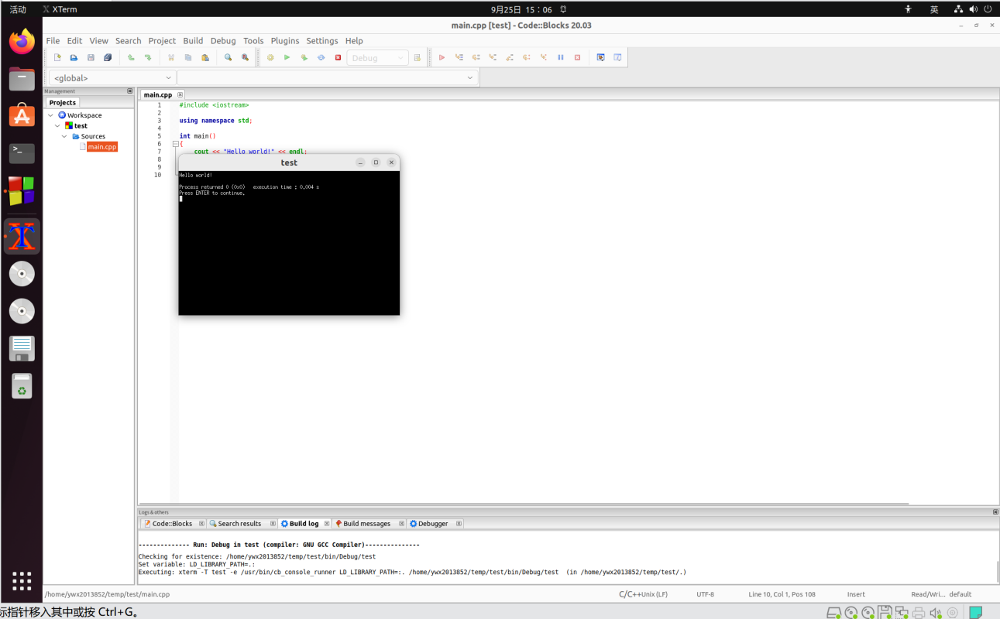 活动 XTerm 9月25日 15：06 英
main.cpp [test] - Code::Blocks 20.03
File Edit View Search Project Build Debug Tools Plugins Settings Help
Debug
<global>
Management
Projects
Workspace
test
Sources
main.cpp
main.cpp
1 #include <iostream>
2
3 using namespace std;
4
5 int main()
6 {
7 cout << "Hello world!" << endl;
8
9
10
test
Hello world!
Process returned 0 (0x0) execution time : 0.004 s
Press ENTER to continue.
Logs & others
Code::Blocks Search results Build log Build messages Debugger
-------------- Run: Debug in test (compiler: GNU GCC Compiler)---------------
Checking for existence: /home/ywx2013852/temp/test/bin/Debug/test
Set variable: LD_LIBRARY_PATH=.:
Executing: xterm -T test -e /usr/bin/cb_console_runner LD_LIBRARY_PATH=:. /home/ywx2013852/temp/test/bin/Debug/test (in /home/ywx2013852/temp/test/.)
/home/ywx2013852/temp/test/main.cpp C/C++ Unix (LF) UTF-8 Line 10, Col 1, Pos 108 Insert Read/Wri... default
标指针移入其中或按 Ctrl+G。